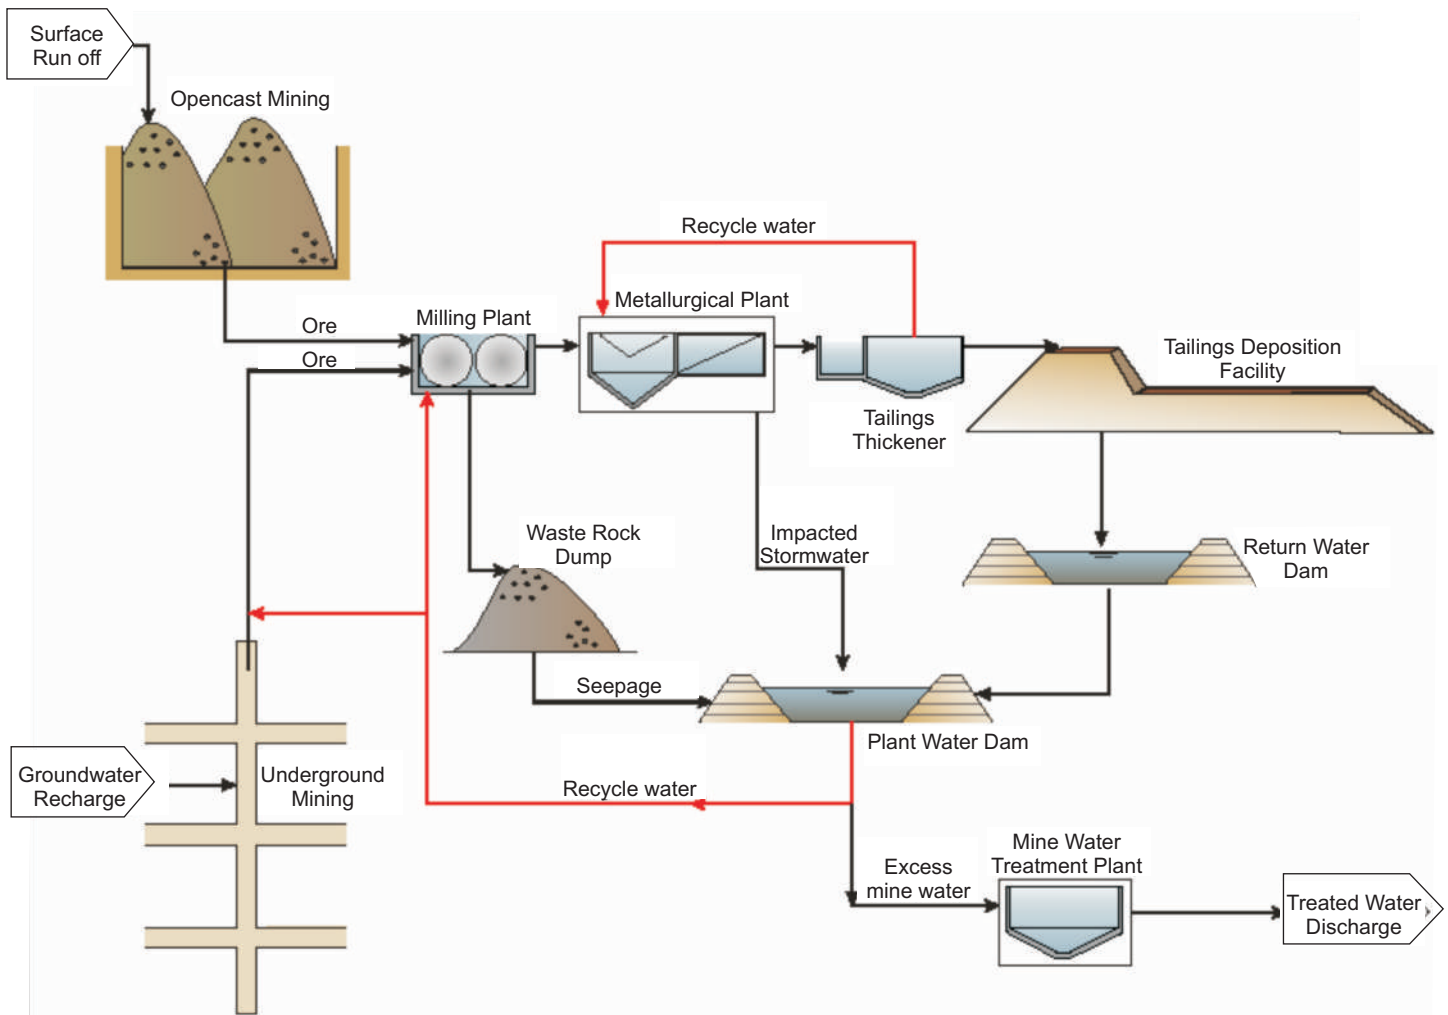 Surface
Run off
Opencast Mining
Recycle water
Metallurgical Plant
Milling Plant
Ore
Ore
Tailings Deposition
Facility
Tailings
Thickener
Waste Rock
Dump
Impacted
Stormwater
Return Water
Dam
Seepage
Plant Water Dam
Groundwater
Recharge
Underground
Mining
Recycle water
Mine Water
Treatment Plant
Excess
mine water
Treated Water
Discharge